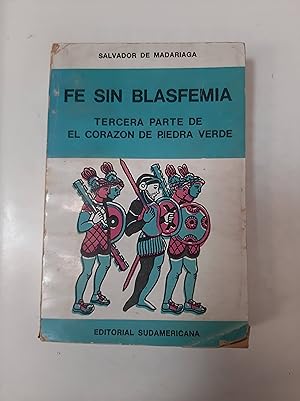 SALVADOR DE MADARIAGA
FE SIN BLASFEMIA
TERCERA PARTE DE
EL CORAZON DE PIEDRA VERDE
EDITORIAL SUDAMERICANA